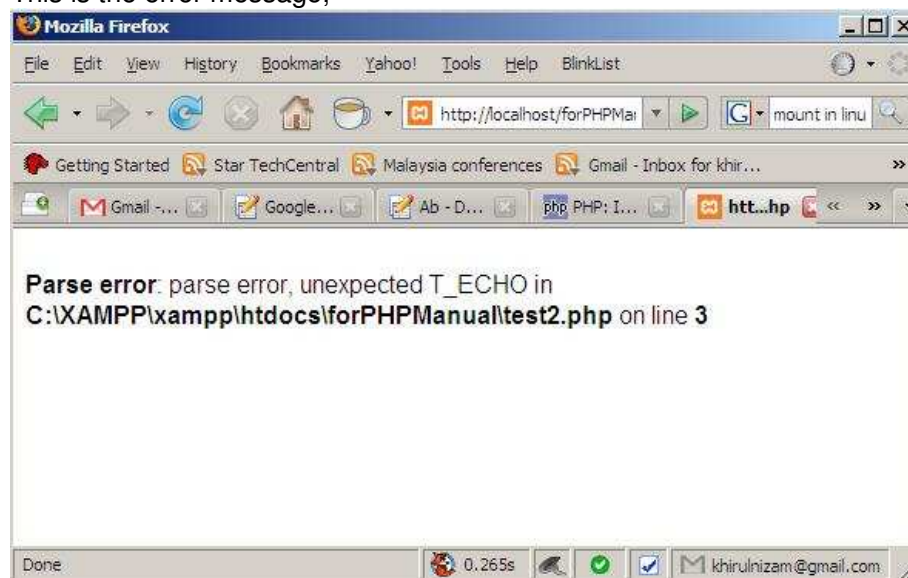 This is the error message;
Mozilla Firefox
File Edit View History Bookmarks Yahoo! Tools Help BlinkList
http://localhost/forPHPMa G mount in linu
Getting Started Star TechCentral Malaysia conferences Gmail - Inbox for khir... »
Gmail -... Google... Ab - D... php PHP: I... htt...hp « »
Parse error: parse error, unexpected T_ECHO in
C:\XAMPP\xampp\htdocs\forPHPManual\test2.php on line 3
Done 0.265s khirulnizam@gmail.com